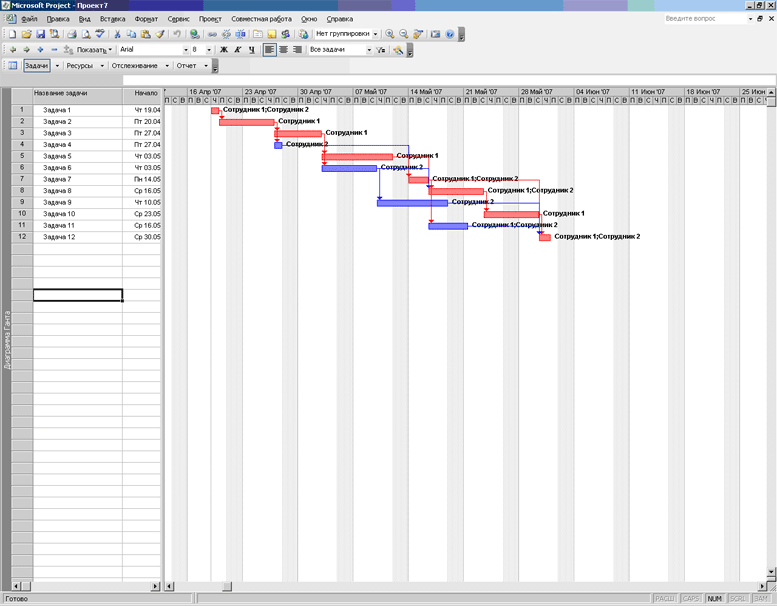 Microsoft Project - Проект7
Файл Правка Вид Вставка Формат Сервис Проект Совместная работа Окно Справка Введите вопрос
Нет группировки
Показать Arial 8 Ж К Ч Все задачи
Задачи Ресурсы Отслеживание Отчет
Название задачи Начало 16 Апр '07 23 Апр '07 30 Апр '07 07 Май '07 14 Май '07 21 Май '07 28 Май '07 04 Июн '07 11 Июн '07 18 Июн '07 25 Июн
П С В П В С Ч П С В П В С Ч П С В П В С Ч П С В П В С Ч П С В П В С Ч П С В П В С Ч П С В П В С Ч П С В П В С Ч П С В П В С Ч П С В П В С Ч П С В П В С Ч
1 Задача 1 Чт 19.04 Сотрудник 1;Сотрудник 2
2 Задача 2 Пт 20.04 Сотрудник 1
3 Задача 3 Пт 27.04 Сотрудник 1
4 Задача 4 Пт 27.04 Сотрудник 2
5 Задача 5 Чт 03.05 Сотрудник 1
6 Задача 6 Чт 03.05 Сотрудник 2
7 Задача 7 Пн 14.05 Сотрудник 1;Сотрудник 2
8 Задача 8 Ср 16.05 Сотрудник 1;Сотрудник 2
9 Задача 9 Чт 10.05 Сотрудник 2
10 Задача 10 Ср 23.05 Сотрудник 1
11 Задача 11 Ср 16.05 Сотрудник 1;Сотрудник 2
12 Задача 12 Ср 30.05 Сотрудник 1;Сотрудник 2
Диаграмма Ганта
Готово РАСШ CAPS NUM SCRL ЗАМ